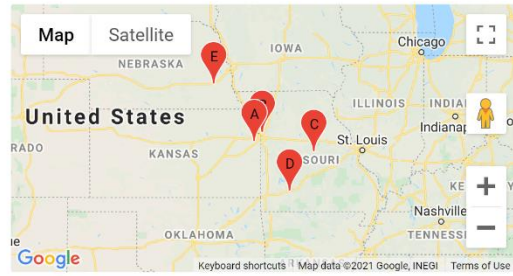 Map Satellite
IOWA
Chicago
NEBRASKA
E
United States
A
ILLINOIS
INDIA
Indianap
C
St. Louis
RADO
KANSAS
SOURI
D
KE
Nashville
OKLAHOMA
TENNESS
Google
Keyboard shortcuts Map data ©2021 Google, INEGI Terms of Use